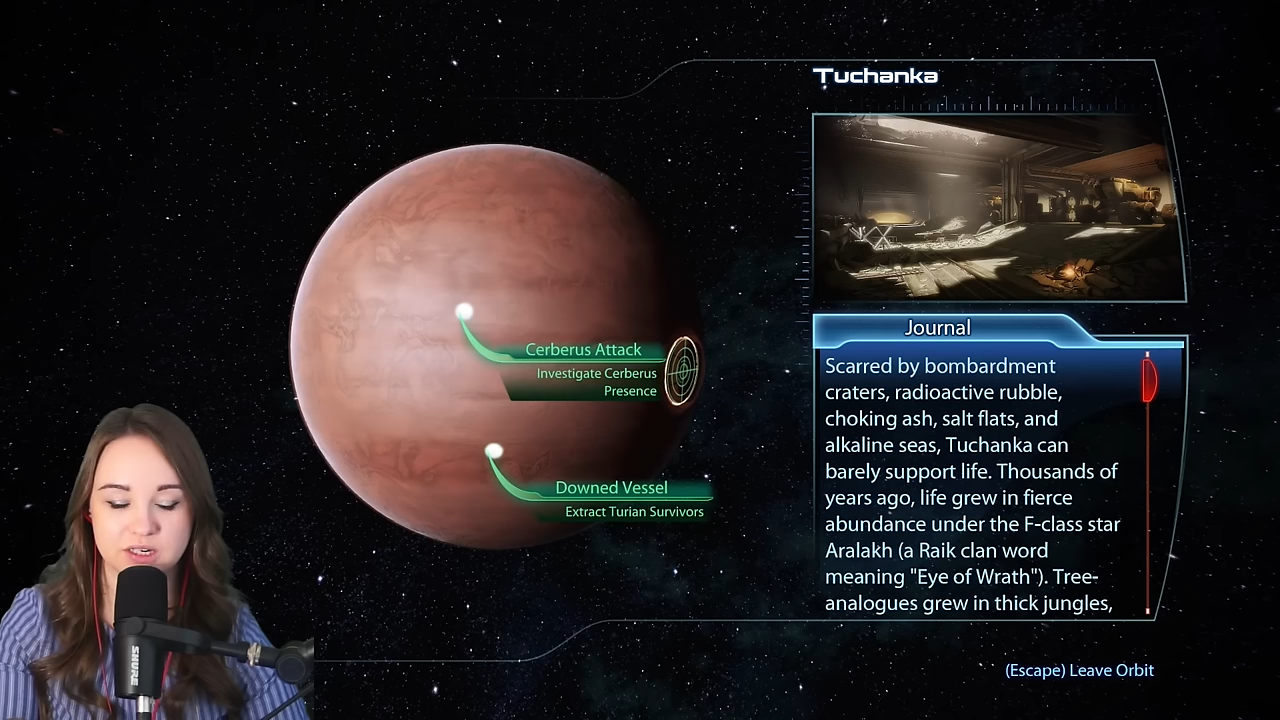 Tuchanka
Cerberus Attack
Investigate Cerberus
Presence
Downed Vessel
Extract Turian Survivors
Journal
Scarred by bombardment
craters, radioactive rubble,
choking ash, salt flats, and
alkaline seas, Tuchanka can
barely support life. Thousands of
years ago, life grew in fierce
abundance under the F-class star
Aralakh (a Raik clan word
meaning "Eye of Wrath"). Tree-
analogues grew in thick jungles,
(Escape) Leave Orbit
SHURE